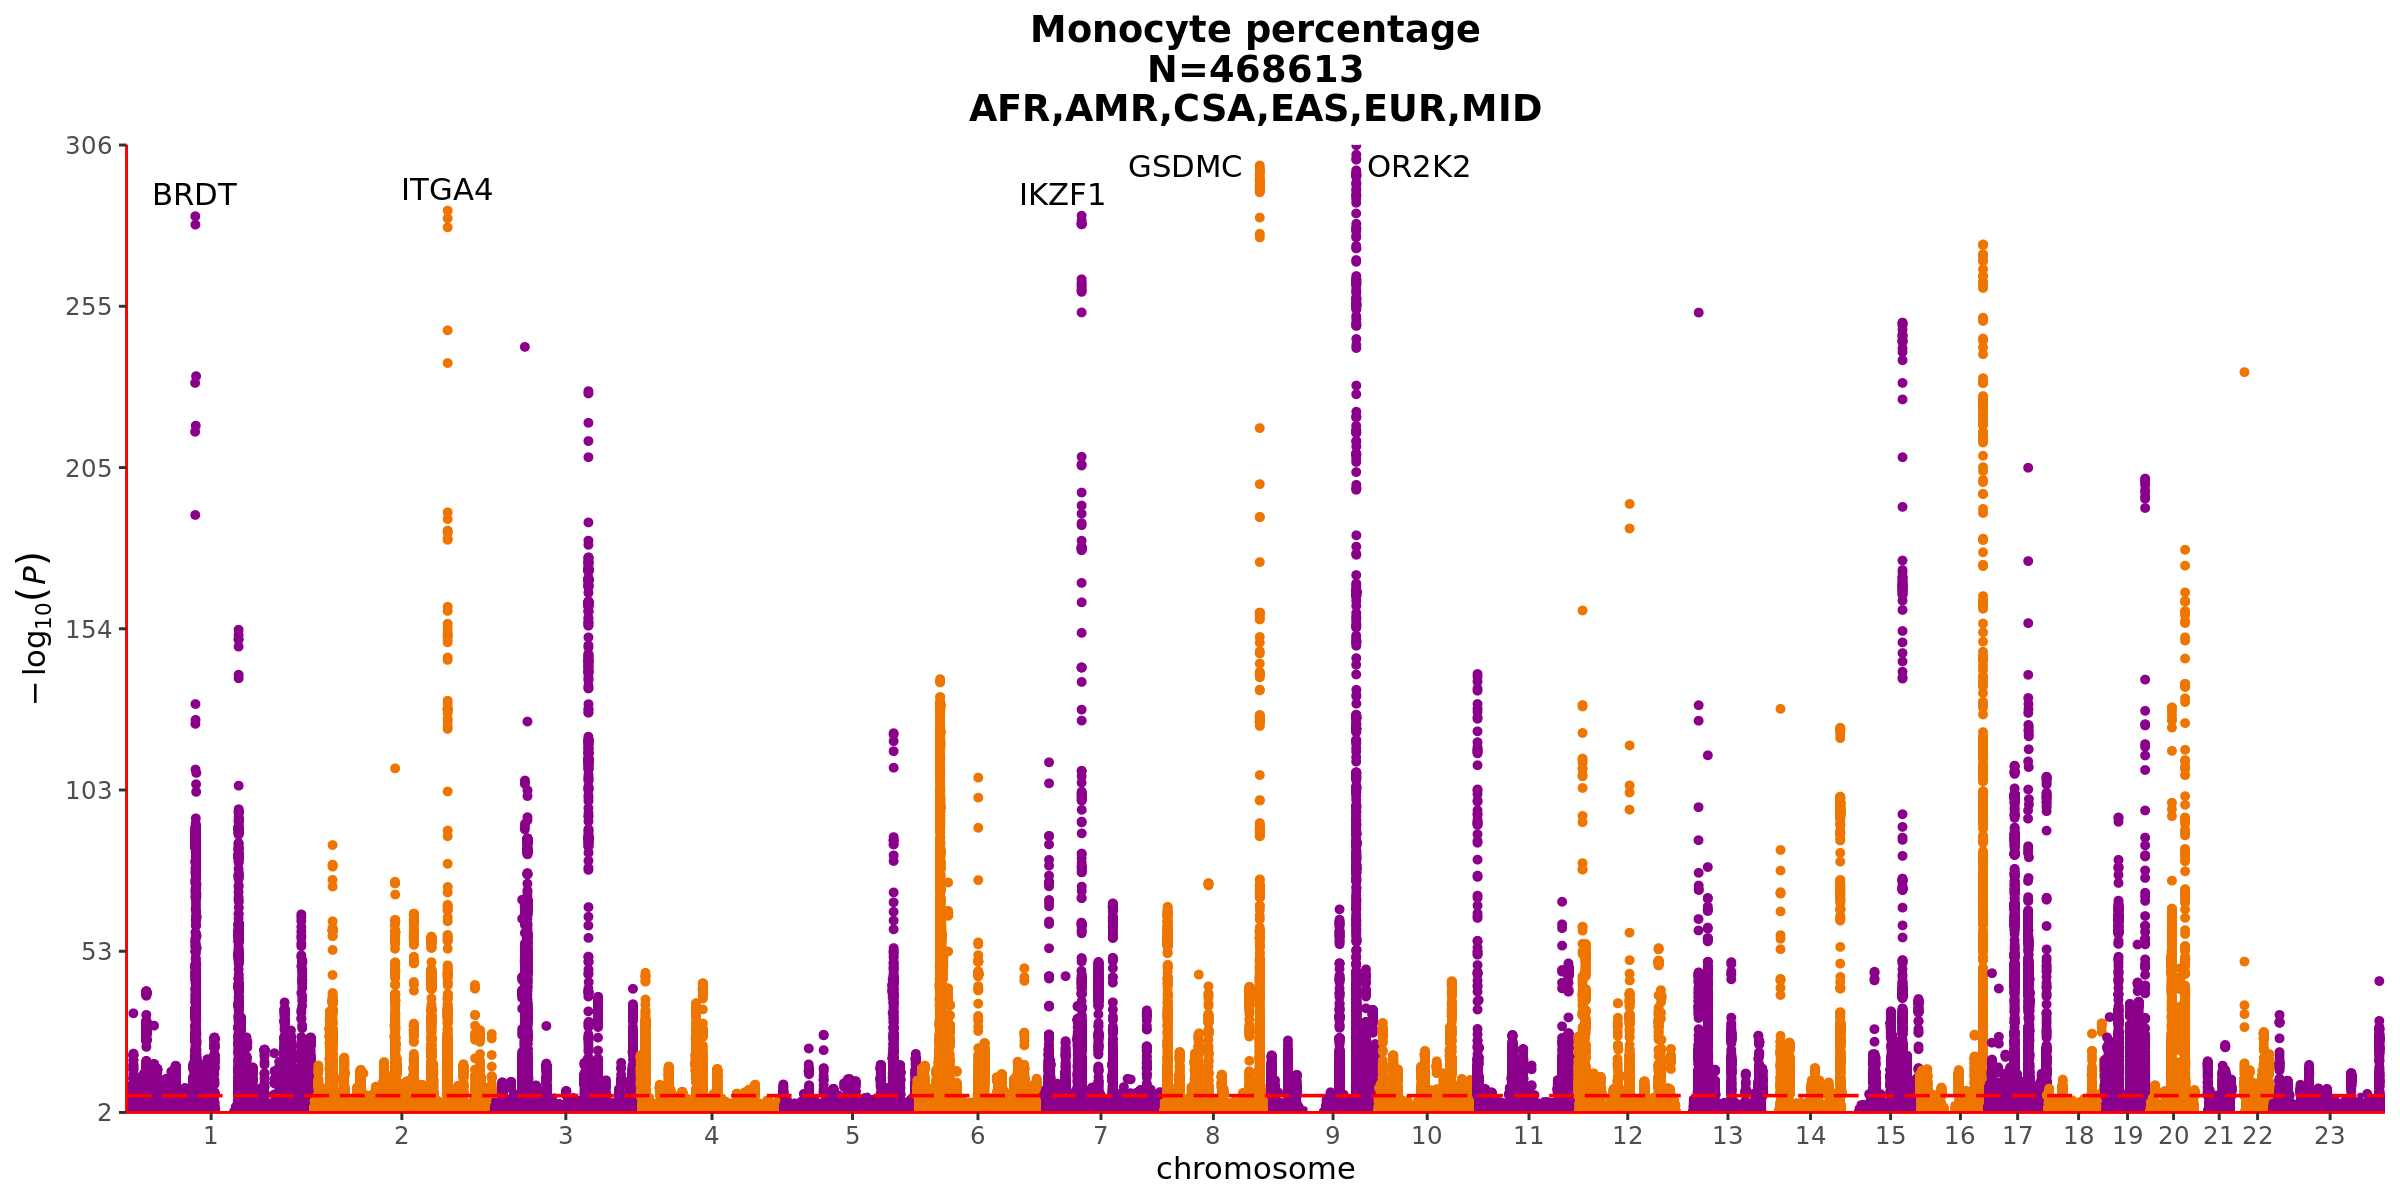 Monocyte percentage
N=468613
AFR,AMR,CSA,EAS,EUR,MID
306
255
205
154
103
53
2
−log10(P)
BRDT
ITGA4
IKZF1
GSDMC
OR2K2
1 2 3 4 5 6 7 8 9 10 11 12 13 14 15 16 17 18 19 20 21 22 23
chromosome